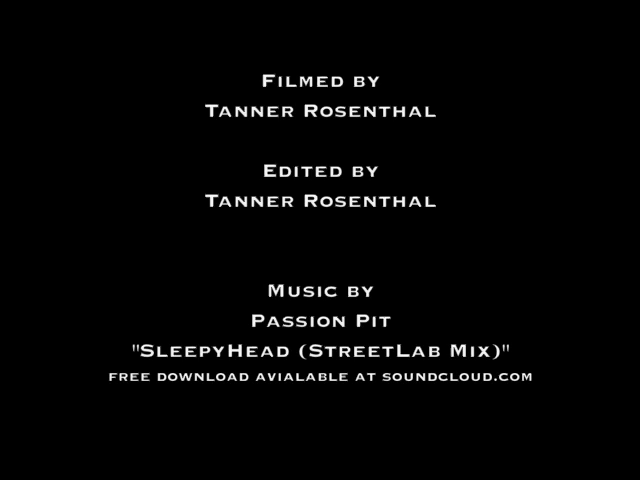 Filmed by
Tanner Rosenthal
Edited by
Tanner Rosenthal
Music by
Passion Pit
"SleepyHead (StreetLab Mix)"
free download avialable at soundcloud.com